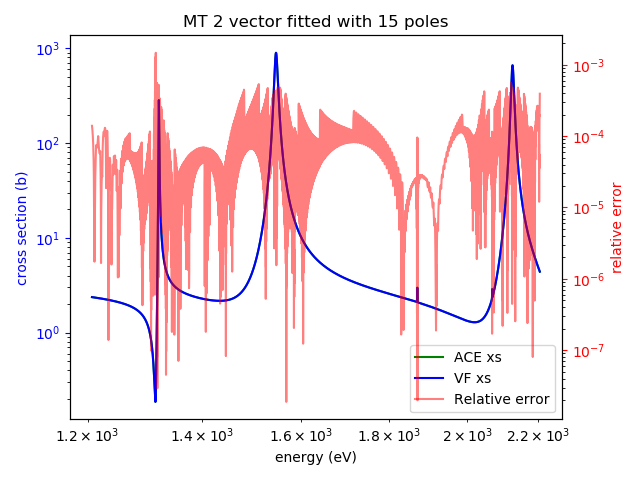 MT 2 vector fitted with 15 poles
10³
10²
10¹
10⁰
cross section (b)
10⁻³
10⁻⁴
10⁻⁵
10⁻⁶
10⁻⁷
relative error
ACE xs
VF xs
Relative error
1.2 × 10³ 1.4 × 10³ 1.6 × 10³ 1.8 × 10³ 2 × 10³ 2.2 × 10³
energy (eV)